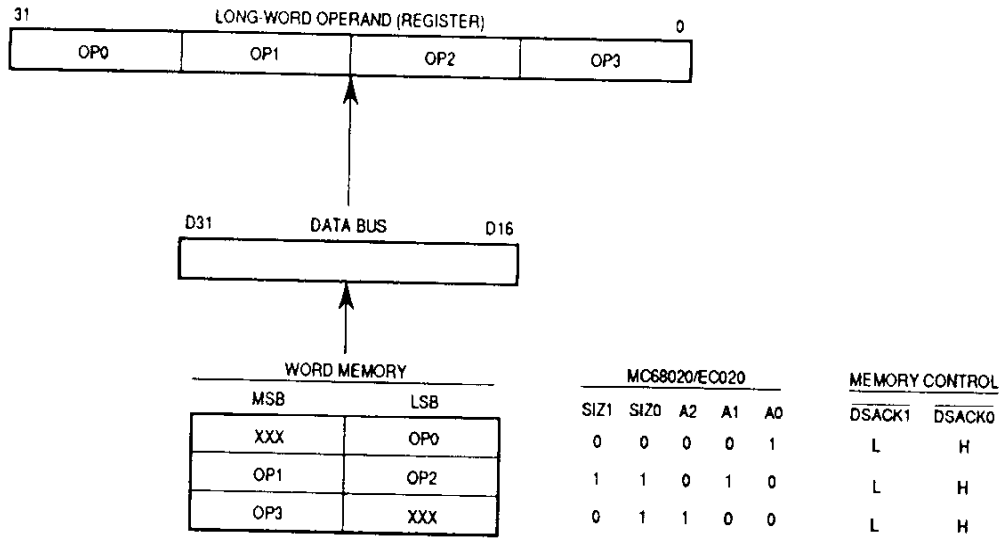 31 LONG-WORD OPERAND (REGISTER) 0
OP0 OP1 OP2 OP3
D31 DATA BUS D16
WORD MEMORY MC68020/EC020 MEMORY CONTROL
MSB LSB SIZ1 SIZ0 A2 A1 A0 DSACK1 DSACK0
XXX OP0 0 0 0 0 1 L H
OP1 OP2 1 1 0 1 0 L H
OP3 XXX 0 1 1 0 0 L H